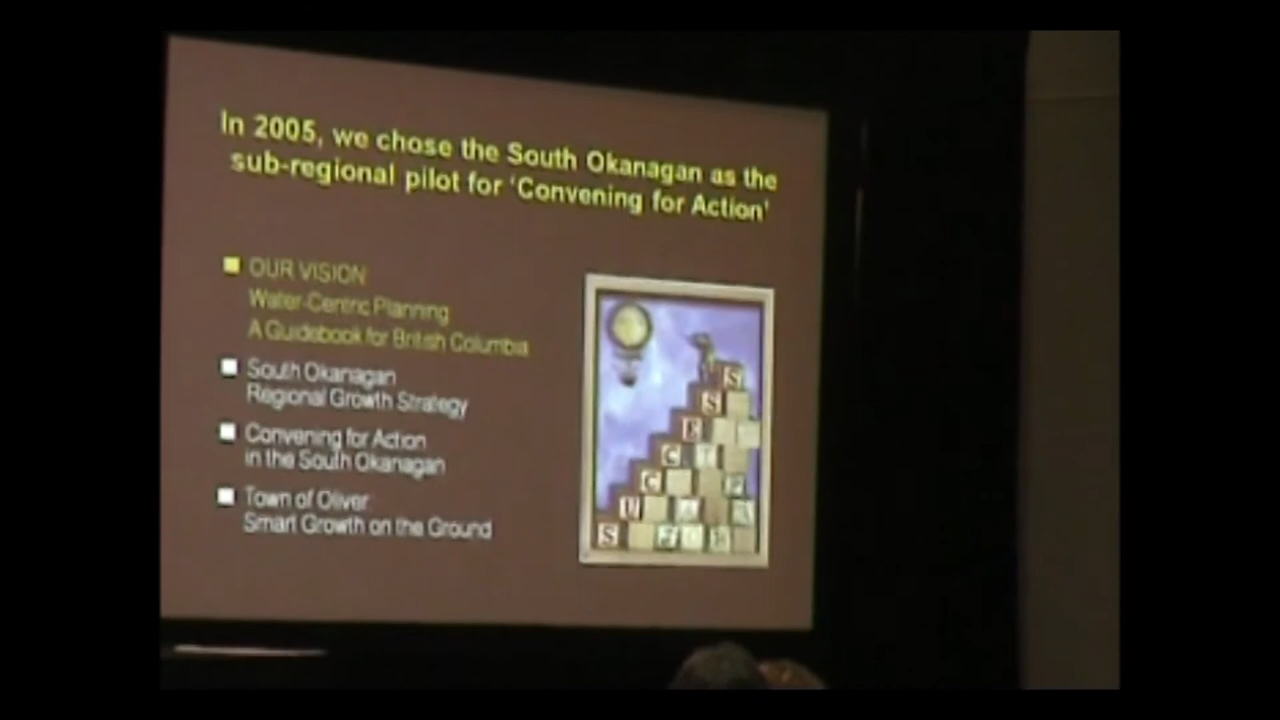 In 2005, we chose the South Okanagan as the
sub-regional pilot for ‘Convening for Action’
OUR VISION
Water-Centric Planning
A Guidebook for British Columbia
South Okanagan
Regional Growth Strategy
Convening for Action
in the South Okanagan
Town of Oliver
Smart Growth on the Ground
S
S
E
C
C
U
S